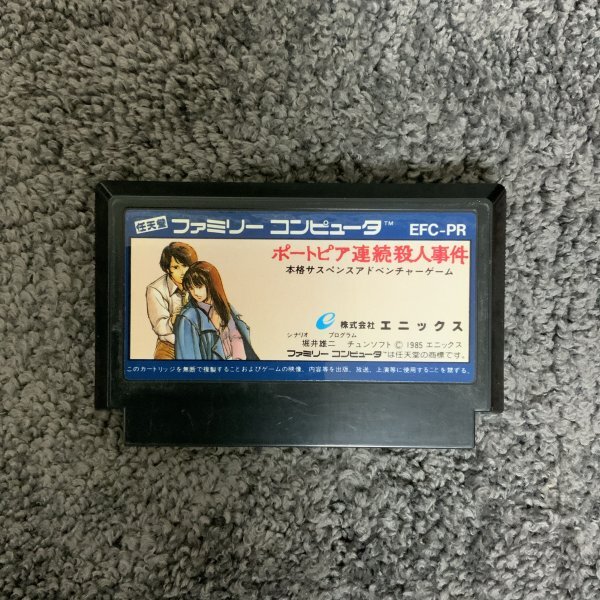 任天堂 ファミリー コンピュータ™ EFC-PR
ポートピア連続殺人事件
本格サスペンスアドベンチャーゲーム
e 株式会社 エニックス
シナリオ プログラム
堀井雄二 チュンソフト © 1985 エニックス
ファミリー コンピュータ™は任天堂の商標です。
このカートリッジを無断で複製することおよびゲームの映像、内容等を出版、放送、上演等に使用することを禁ずる。